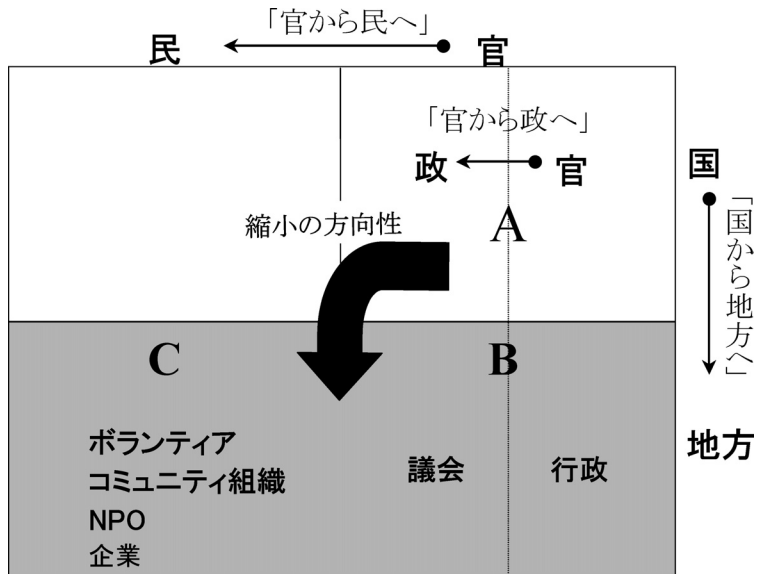 「官から民へ」
民 官
「官から政へ」
政 官
国
「国から地方へ」
縮小の方向性
A
C
B
地方
ボランティア
コミュニティ組織
NPO
企業
議会
行政